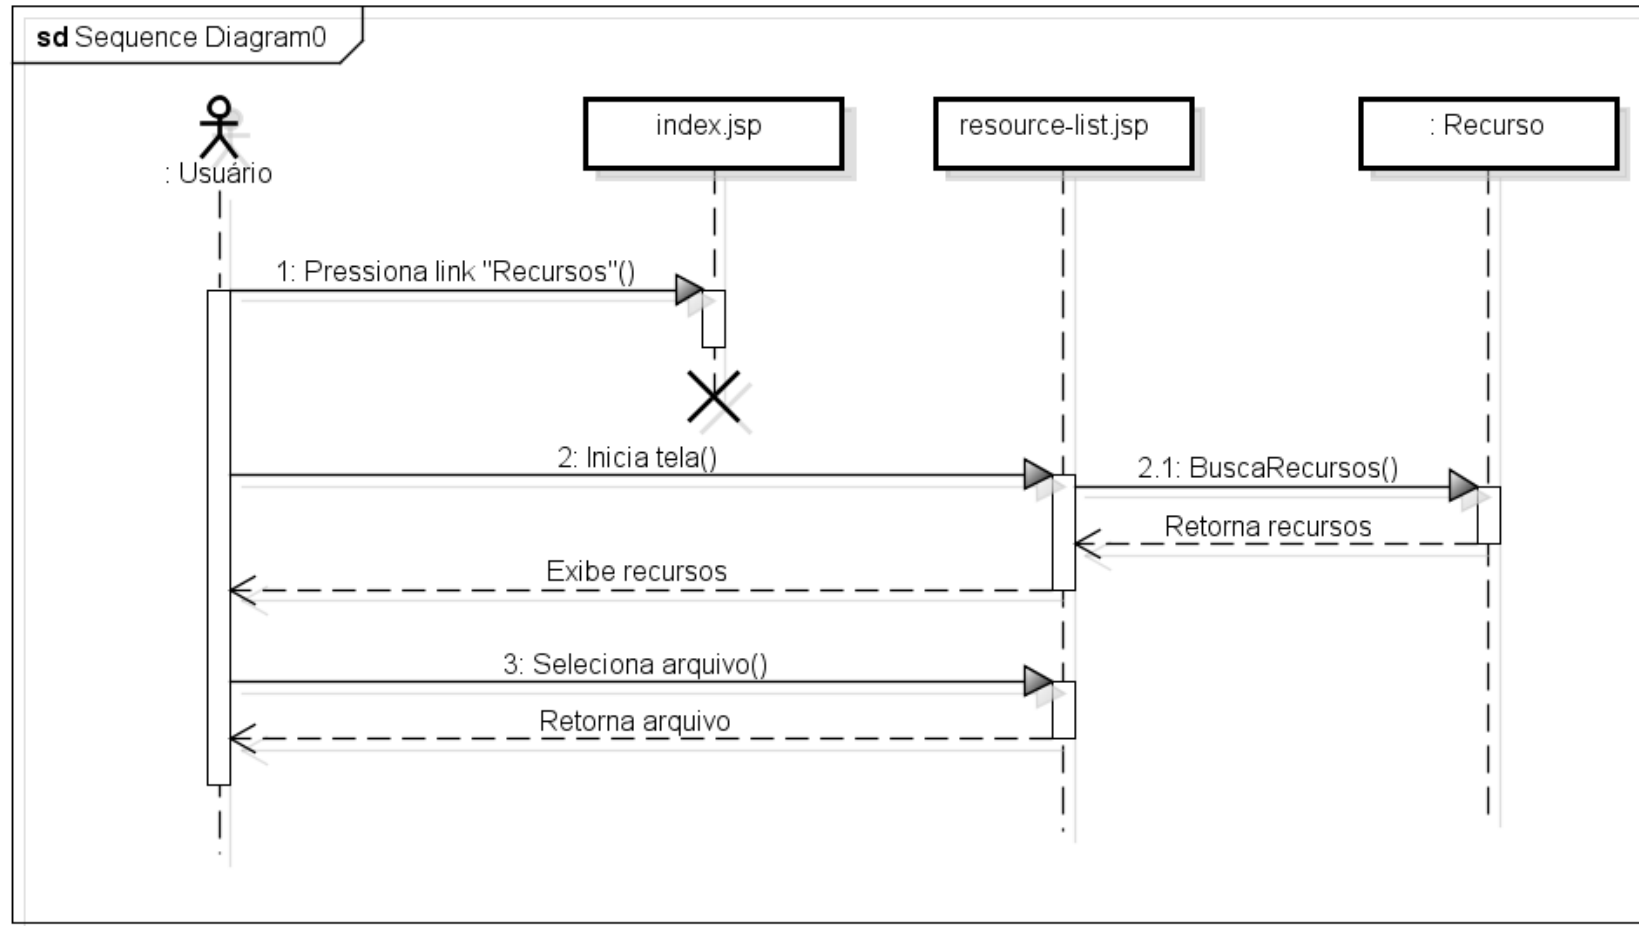 sd Sequence Diagram0
: Usuário
index.jsp
resource-list.jsp
: Recurso
1: Pressiona link "Recursos"()
2: Inicia tela()
2.1: BuscaRecursos()
Retorna recursos
Exibe recursos
3: Seleciona arquivo()
Retorna arquivo